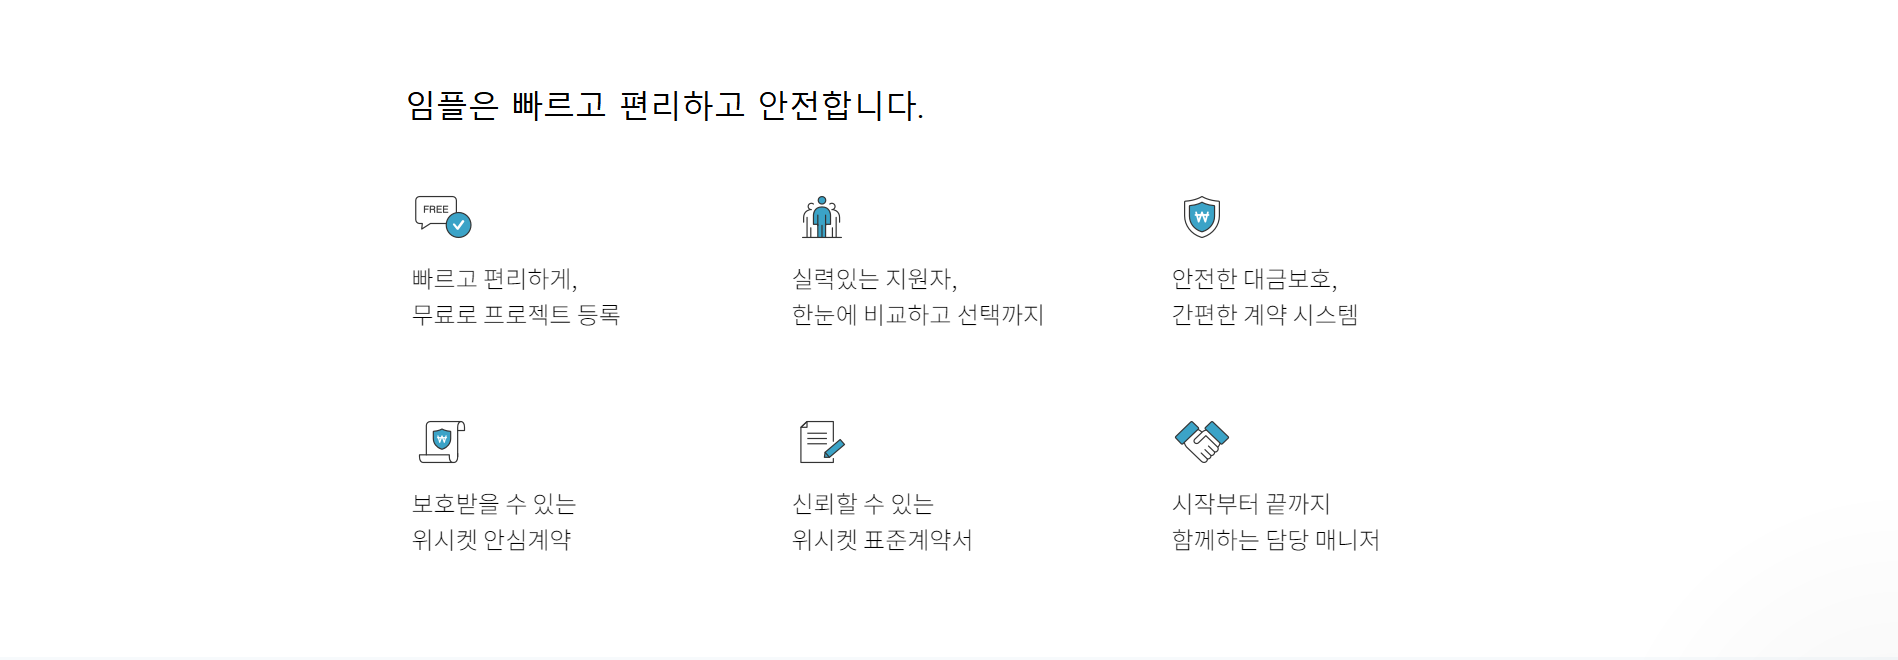 임플은 빠르고 편리하고 안전합니다.
FREE
빠르고 편리하게,
무료로 프로젝트 등록
실력있는 지원자,
한눈에 비교하고 선택까지
₩
안전한 대금보호,
간편한 계약 시스템
₩
보호받을 수 있는
위시켓 안심계약
신뢰할 수 있는
위시켓 표준계약서
시작부터 끝까지
함께하는 담당 매니저